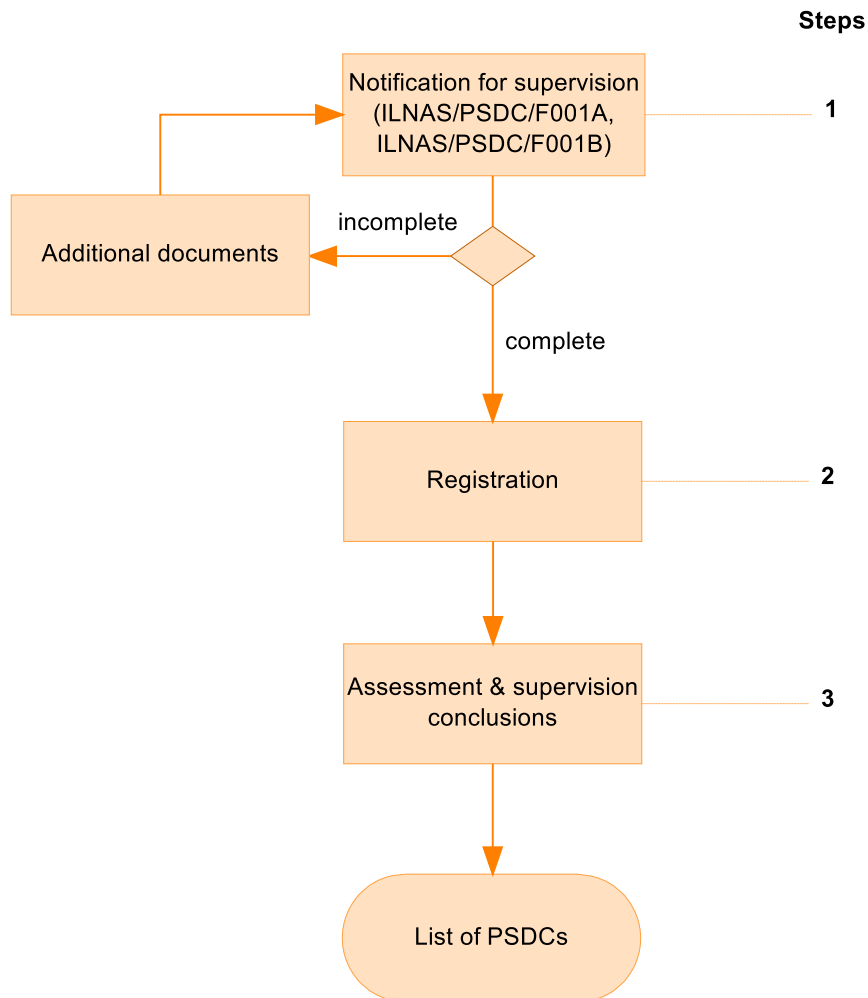 Steps
Notification for supervision
(ILNAS/PSDC/F001A,
ILNAS/PSDC/F001B)
1
incomplete
Additional documents
complete
Registration
2
Assessment & supervision
conclusions
3
List of PSDCs